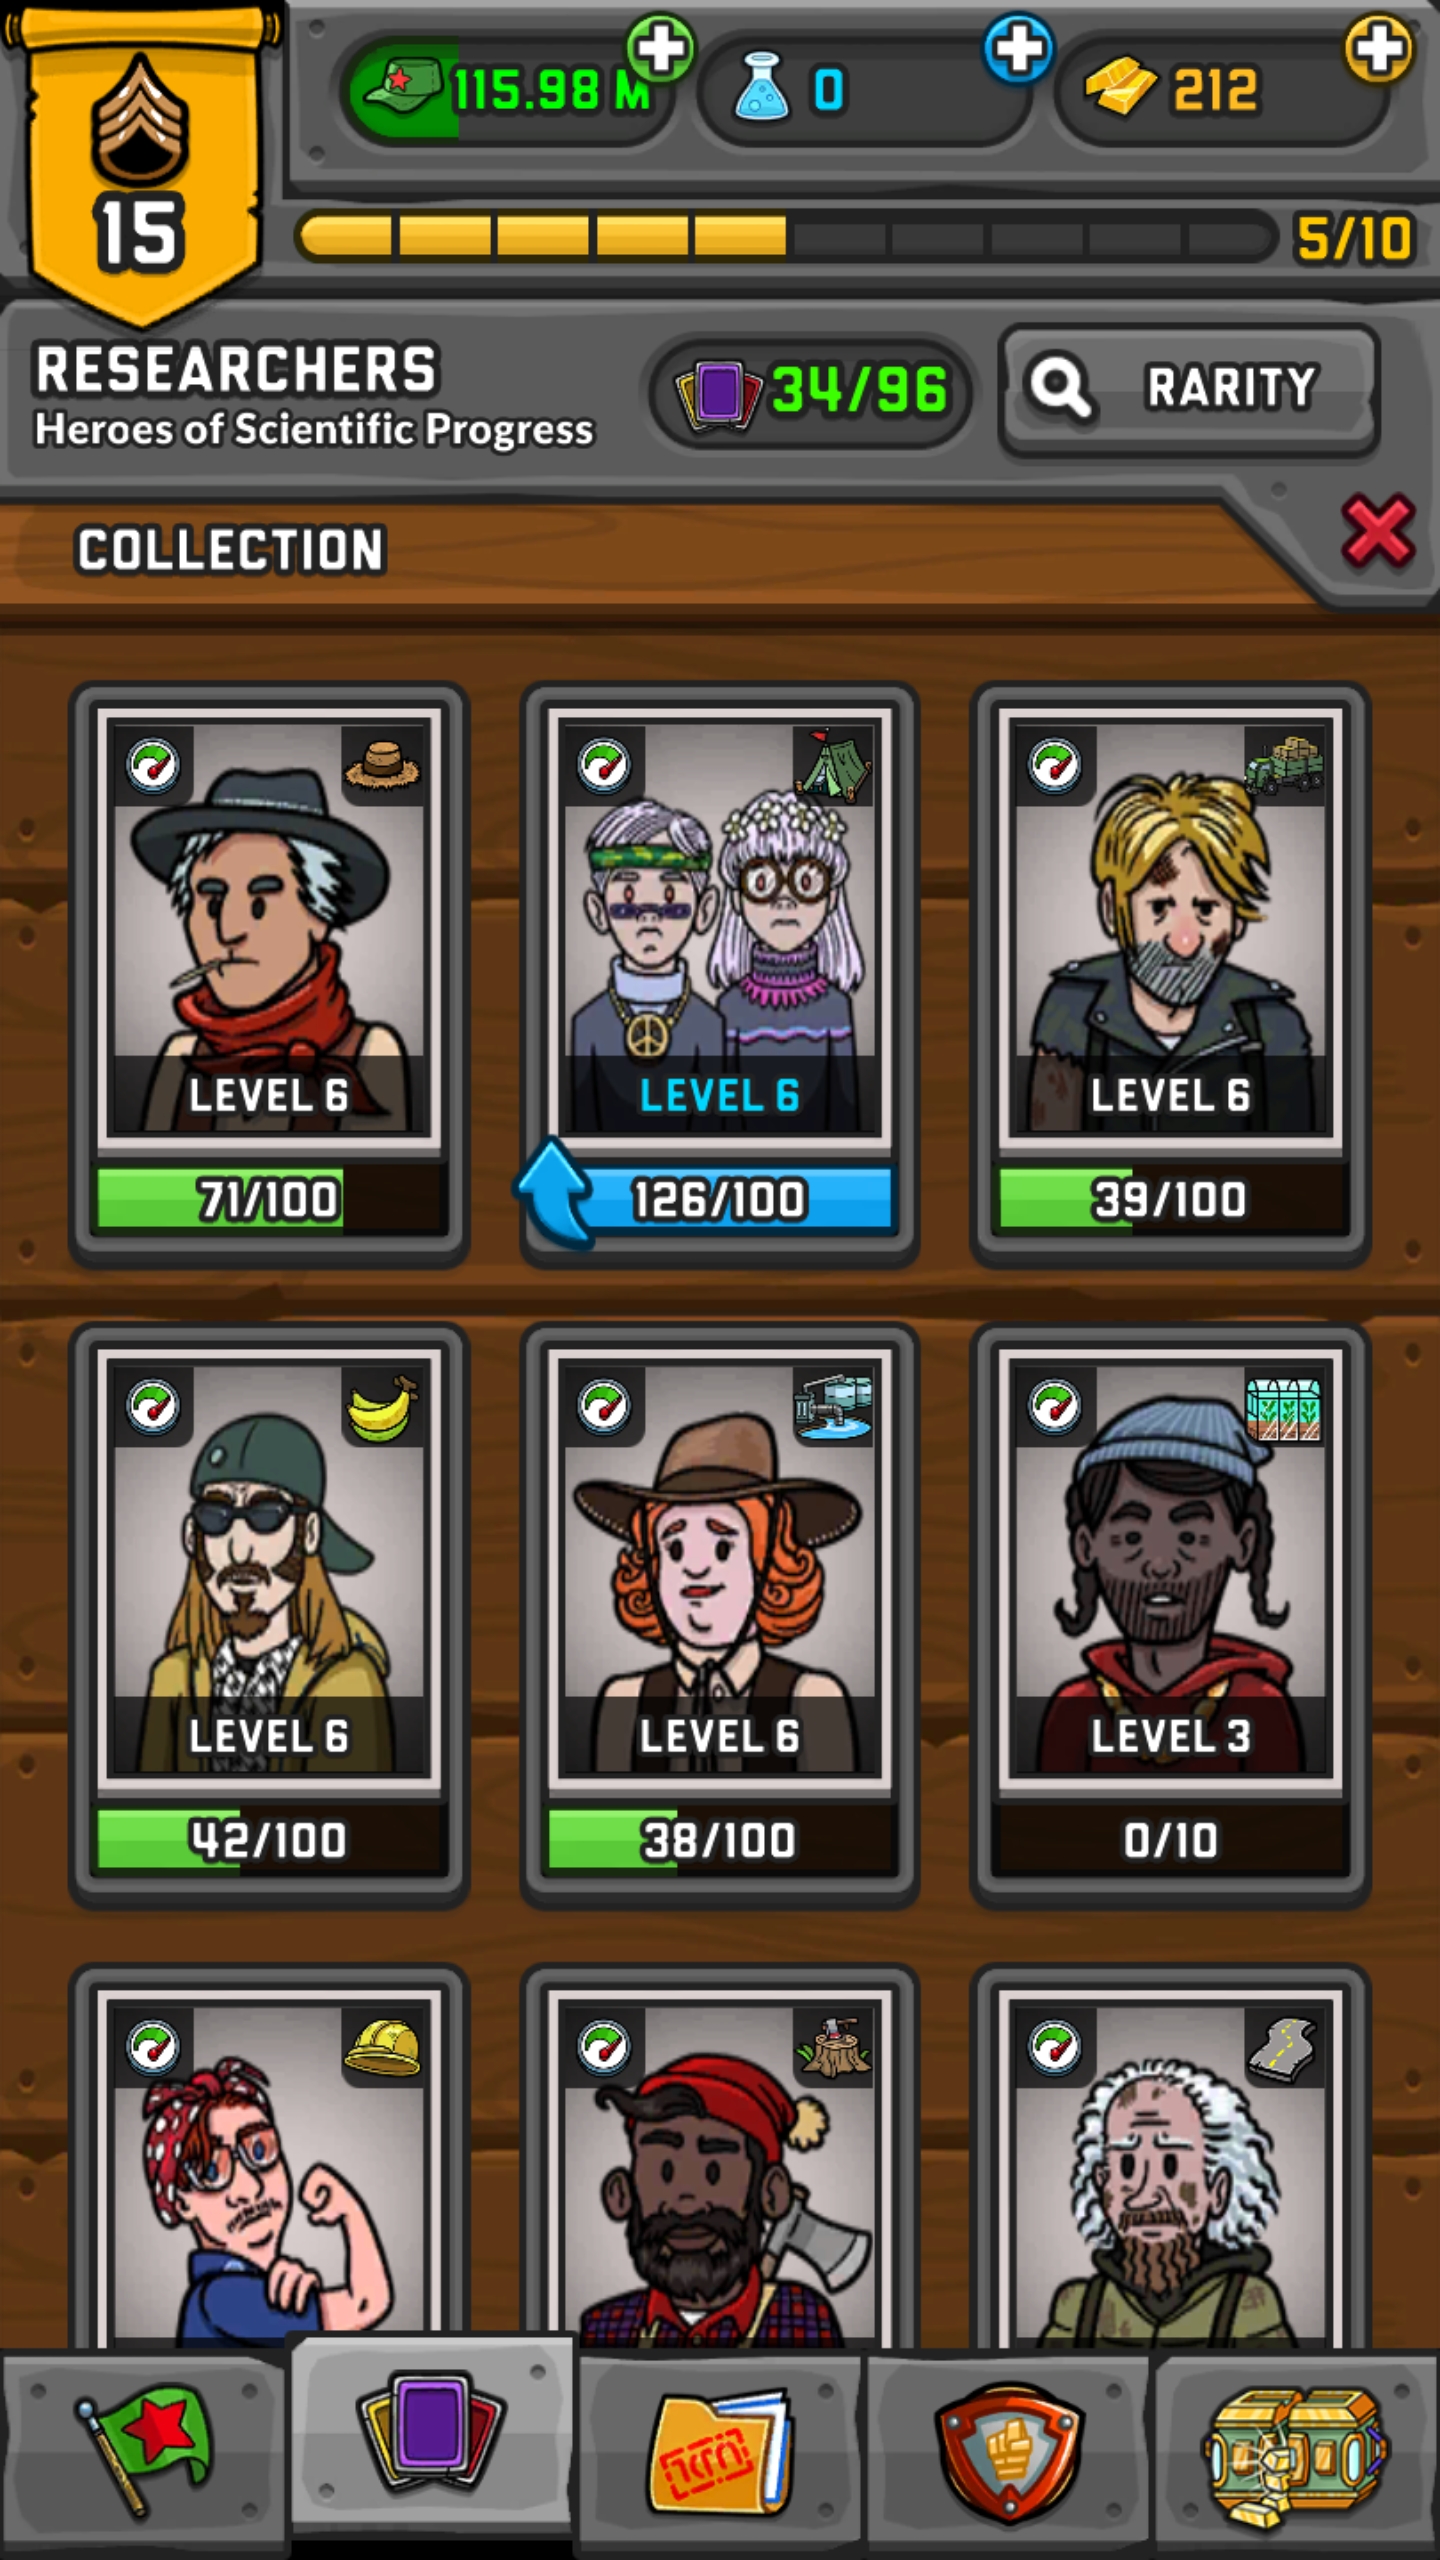 115.98 M
0
212
15
5/10
RESEARCHERS
Heroes of Scientific Progress
34/96
RARITY
COLLECTION
LEVEL 6
LEVEL 6
LEVEL 6
71/100
126/100
39/100
LEVEL 6
LEVEL 6
LEVEL 3
42/100
38/100
0/10